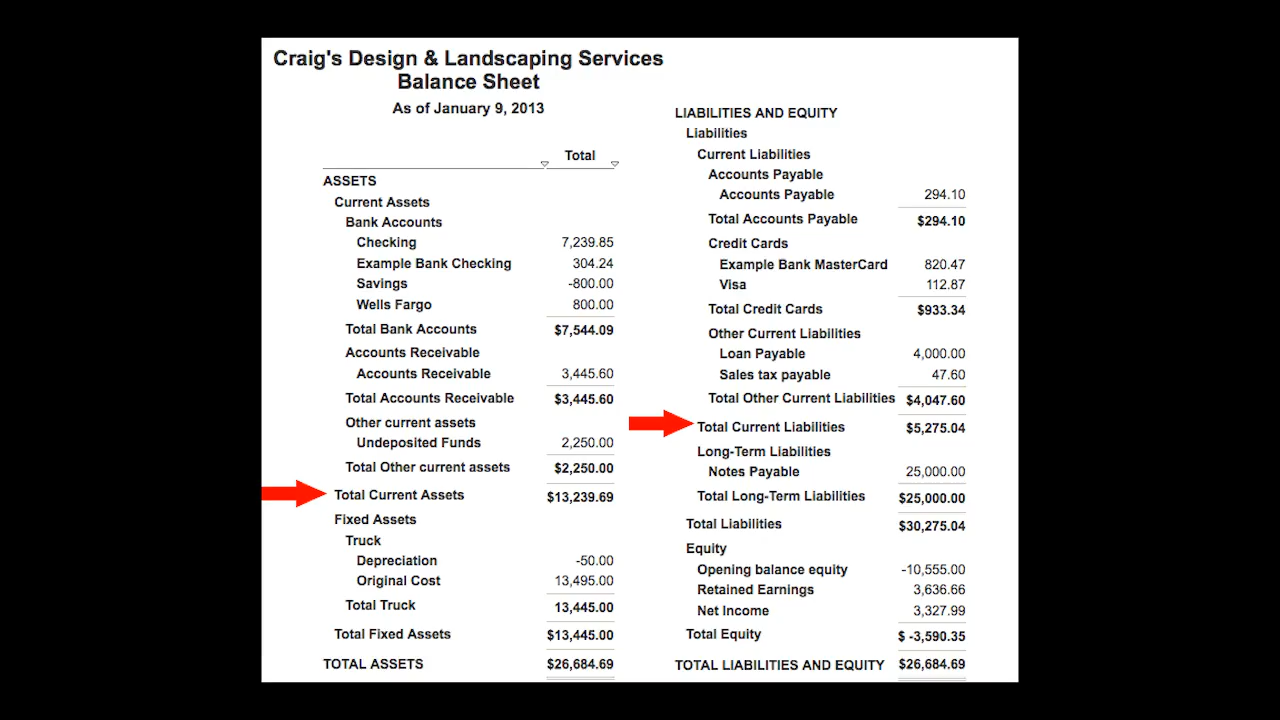 Craig's Design & Landscaping Services
Balance Sheet
As of January 9, 2013
Total
ASSETS
Current Assets
Bank Accounts
Checking 7,239.85
Example Bank Checking 304.24
Savings -800.00
Wells Fargo 800.00
Total Bank Accounts $7,544.09
Accounts Receivable
Accounts Receivable 3,445.60
Total Accounts Receivable $3,445.60
Other current assets
Undeposited Funds 2,250.00
Total Other current assets $2,250.00
Total Current Assets $13,239.69
Fixed Assets
Truck
Depreciation -50.00
Original Cost 13,495.00
Total Truck 13,445.00
Total Fixed Assets $13,445.00
TOTAL ASSETS $26,684.69
LIABILITIES AND EQUITY
Liabilities
Current Liabilities
Accounts Payable
Accounts Payable 294.10
Total Accounts Payable $294.10
Credit Cards
Example Bank MasterCard 820.47
Visa 112.87
Total Credit Cards $933.34
Other Current Liabilities
Loan Payable 4,000.00
Sales tax payable 47.60
Total Other Current Liabilities $4,047.60
Total Current Liabilities $5,275.04
Long-Term Liabilities
Notes Payable 25,000.00
Total Long-Term Liabilities $25,000.00
Total Liabilities $30,275.04
Equity
Opening balance equity -10,555.00
Retained Earnings 3,636.66
Net Income 3,327.99
Total Equity $ -3,590.35
TOTAL LIABILITIES AND EQUITY $26,684.69